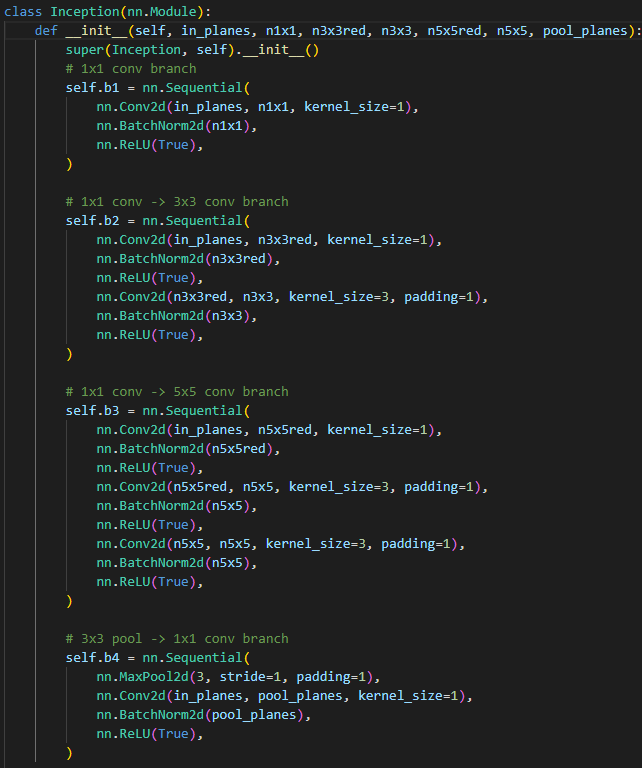 class Inception(nn.Module):
    def __init__(self, in_planes, n1x1, n3x3red, n3x3, n5x5red, n5x5, pool_planes):
        super(Inception, self).__init__()
        # 1x1 conv branch
        self.b1 = nn.Sequential(
            nn.Conv2d(in_planes, n1x1, kernel_size=1),
            nn.BatchNorm2d(n1x1),
            nn.ReLU(True),
        )

        # 1x1 conv -> 3x3 conv branch
        self.b2 = nn.Sequential(
            nn.Conv2d(in_planes, n3x3red, kernel_size=1),
            nn.BatchNorm2d(n3x3red),
            nn.ReLU(True),
            nn.Conv2d(n3x3red, n3x3, kernel_size=3, padding=1),
            nn.BatchNorm2d(n3x3),
            nn.ReLU(True),
        )

        # 1x1 conv -> 5x5 conv branch
        self.b3 = nn.Sequential(
            nn.Conv2d(in_planes, n5x5red, kernel_size=1),
            nn.BatchNorm2d(n5x5red),
            nn.ReLU(True),
            nn.Conv2d(n5x5red, n5x5, kernel_size=3, padding=1),
            nn.BatchNorm2d(n5x5),
            nn.ReLU(True),
            nn.Conv2d(n5x5, n5x5, kernel_size=3, padding=1),
            nn.BatchNorm2d(n5x5),
            nn.ReLU(True),
        )

        # 3x3 pool -> 1x1 conv branch
        self.b4 = nn.Sequential(
            nn.MaxPool2d(3, stride=1, padding=1),
            nn.Conv2d(in_planes, pool_planes, kernel_size=1),
            nn.BatchNorm2d(pool_planes),
            nn.ReLU(True),
        )